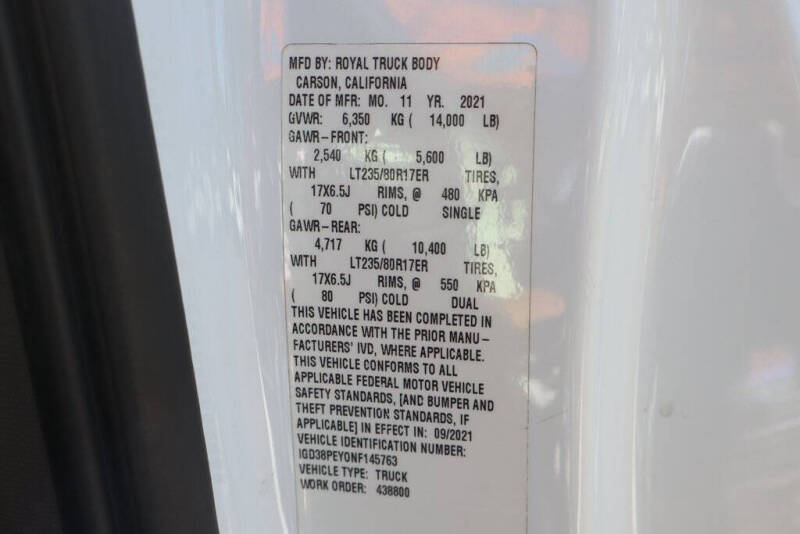 MFD BY: ROYAL TRUCK BODY
CARSON, CALIFORNIA
DATE OF MFR: MO. 11 YR. 2021
GVWR: 6,350 KG ( 14,000 LB)
GAWR-FRONT:
2,540 KG ( 5,600 LB)
WITH LT235/80R17ER TIRES,
17X6.5J RIMS, @ 480 KPA
( 70 PSI) COLD SINGLE
GAWR-REAR:
4,717 KG ( 10,400 LB)
WITH LT235/80R17ER TIRES,
17X6.5J RIMS, @ 550 KPA
( 80 PSI) COLD DUAL
THIS VEHICLE HAS BEEN COMPLETED IN
ACCORDANCE WITH THE PRIOR MANU-
FACTURERS' IVD, WHERE APPLICABLE.
THIS VEHICLE CONFORMS TO ALL
APPLICABLE FEDERAL MOTOR VEHICLE
SAFETY STANDARDS, [AND BUMPER AND
THEFT PREVENTION STANDARDS, IF
APPLICABLE] IN EFFECT IN: 09/2021
VEHICLE IDENTIFICATION NUMBER:
IGD38PEYONF145763
VEHICLE TYPE: TRUCK
WORK ORDER: 438800